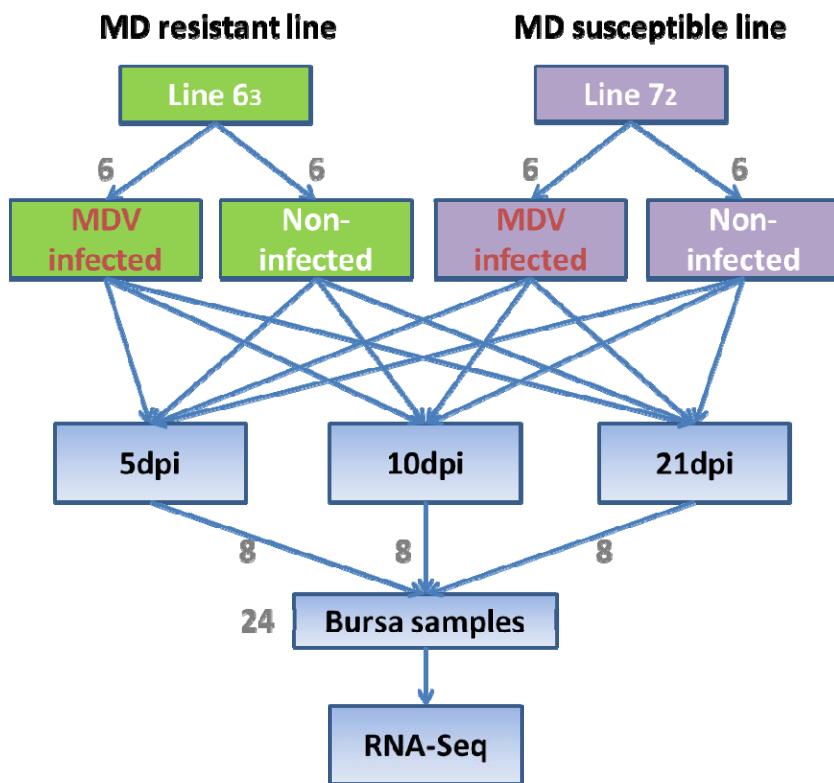 MD resistant line
MD susceptible line
Line 63
Line 72
6
6
6
6
MDV
infected
Non-
infected
MDV
infected
Non-
infected
5dpi
10dpi
21dpi
8
8
8
24
Bursa samples
RNA-Seq